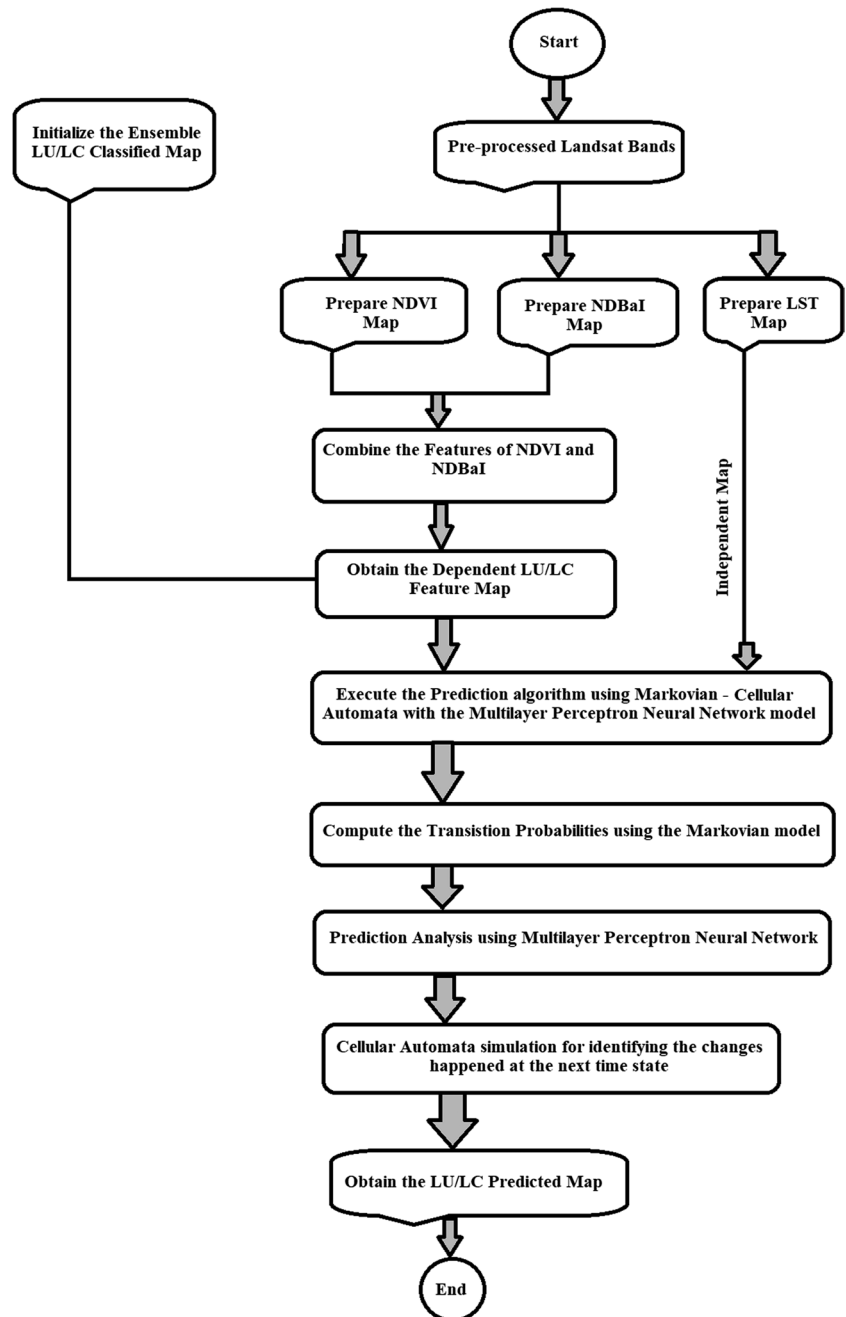 Start
Initialize the Ensemble
LU/LC Classified Map
Pre-processed Landsat Bands
Prepare NDVI
Map
Prepare NDBaI
Map
Prepare LST
Map
Combine the Features of NDVI and
NDBaI
Independent Map
Obtain the Dependent LU/LC
Feature Map
Execute the Prediction algorithm using Markovian - Cellular
Automata with the Multilayer Perceptron Neural Network model
Compute the Transistion Probabilities using the Markovian model
Prediction Analysis using Multilayer Perceptron Neural Network
Cellular Automata simulation for identifying the changes
happened at the next time state
Obtain the LU/LC Predicted Map
End